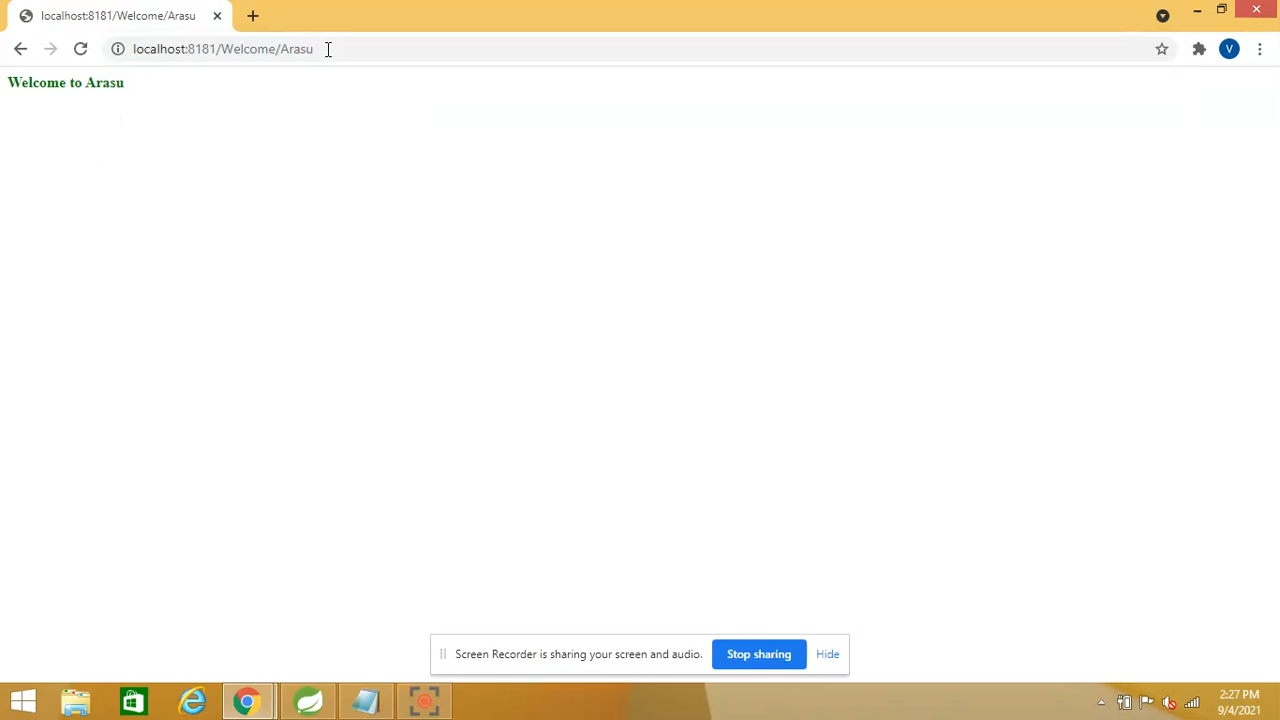 localhost:8181/Welcome/Arasu
localhost:8181/Welcome/Arasu
V
Welcome to Arasu
Screen Recorder is sharing your screen and audio.
Stop sharing
Hide
2:27 PM
9/4/2021